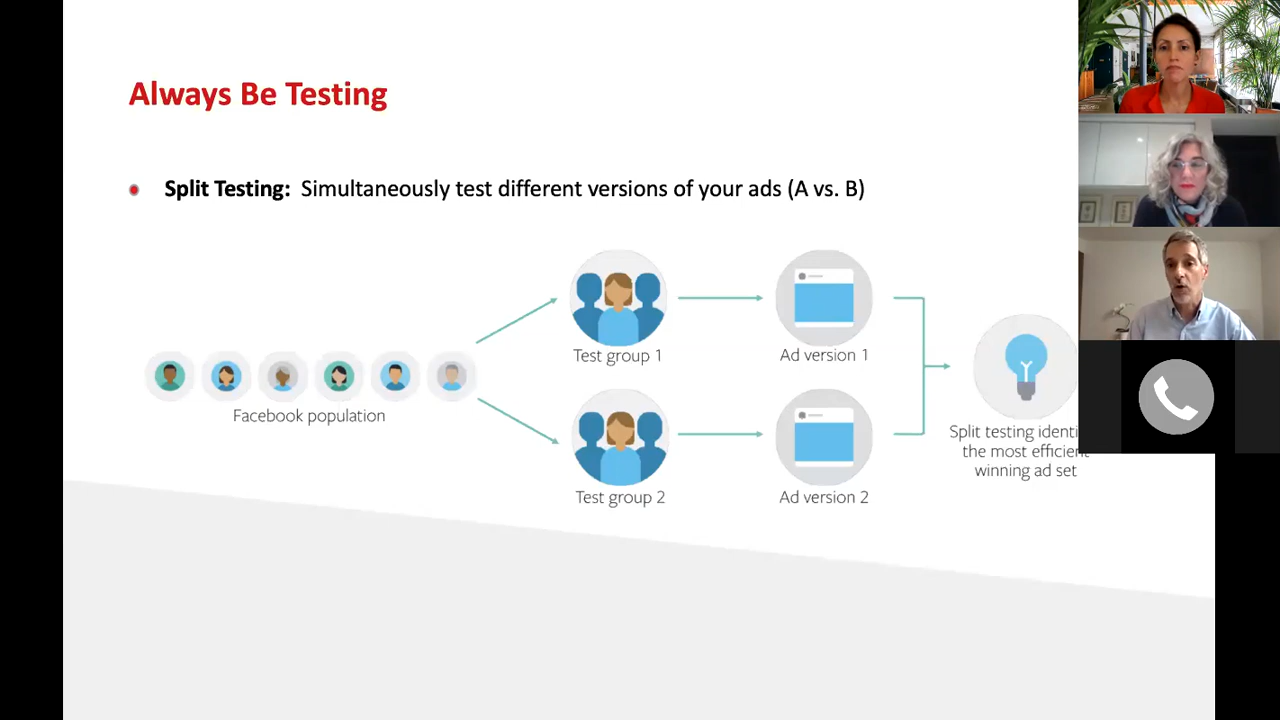 Always Be Testing
Split Testing: Simultaneously test different versions of your ads (A vs. B)
Test group 1
Ad version 1
Facebook population
Split testing
the most efficient
winning ad set
Test group 2
Ad version 2